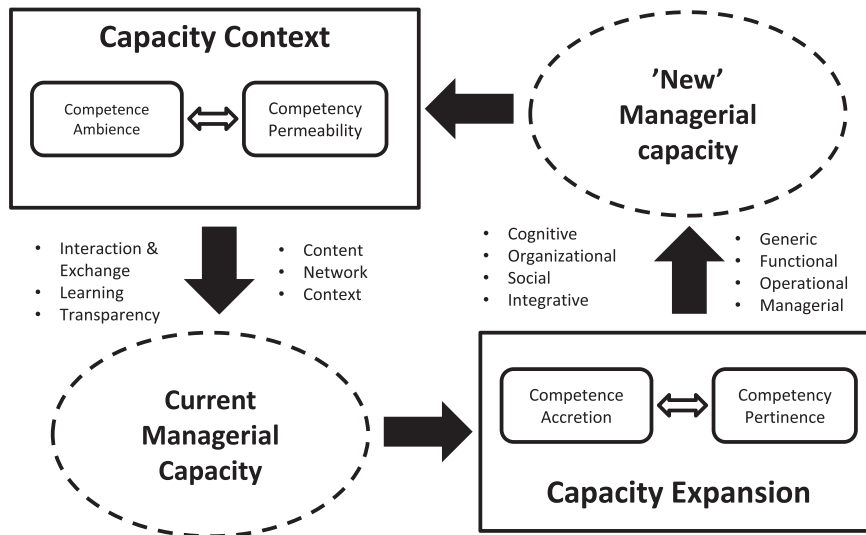 Capacity Context
Competence
Ambience
Competency
Permeability
’New’
Managerial
capacity
• Interaction &
Exchange
• Learning
• Transparency
• Content
• Network
• Context
• Cognitive
• Organizational
• Social
• Integrative
• Generic
• Functional
• Operational
• Managerial
Current
Managerial
Capacity
Competence
Accretion
Competency
Pertinence
Capacity Expansion